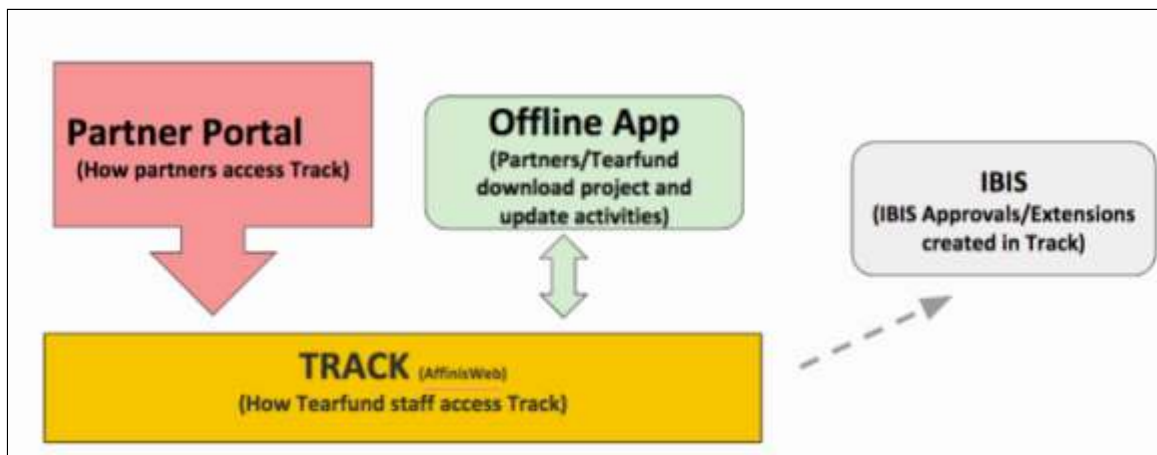 Partner Portal
(How partners access Track)
Offline App
(Partners/Tearfund
download project and
update activities)
IBIS
(IBIS Approvals/Extensions
created in Track)
TRACK (AffinisWeb)
(How Tearfund staff access Track)